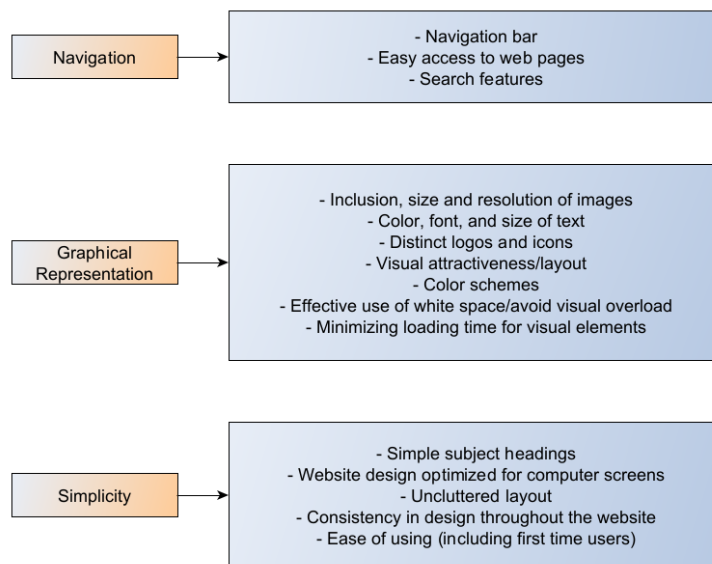 Navigation
- Navigation bar
- Easy access to web pages
- Search features
Graphical
Representation
- Inclusion, size and resolution of images
- Color, font, and size of text
- Distinct logos and icons
- Visual attractiveness/layout
- Color schemes
- Effective use of white space/avoid visual overload
- Minimizing loading time for visual elements
Simplicity
- Simple subject headings
- Website design optimized for computer screens
- Uncluttered layout
- Consistency in design throughout the website
- Ease of using (including first time users)